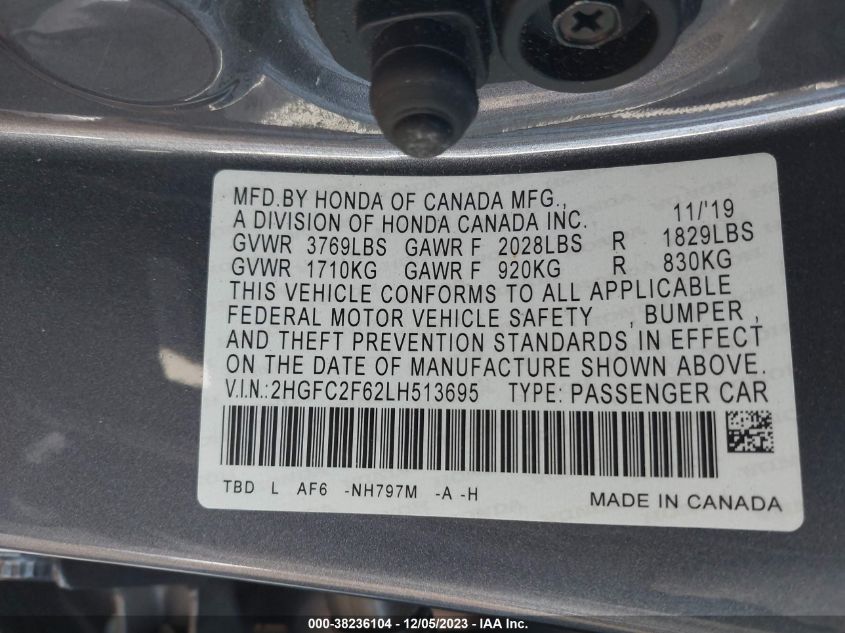 MFD.BY HONDA OF CANADA MFG.,
A DIVISION OF HONDA CANADA INC. 11/'19
GVWR 3769LBS GAWR F 2028LBS R 1829LBS
GVWR 1710KG GAWR F 920KG R 830KG
THIS VEHICLE CONFORMS TO ALL APPLICABLE
FEDERAL MOTOR VEHICLE SAFETY , BUMPER ,
AND THEFT PREVENTION STANDARDS IN EFFECT
ON THE DATE OF MANUFACTURE SHOWN ABOVE.
V.I.N.:2HGFC2F62LH513695 TYPE: PASSENGER CAR
TBD L AF6 -NH797M -A -H MADE IN CANADA
000-38236104 - 12/05/2023 - IAA Inc.